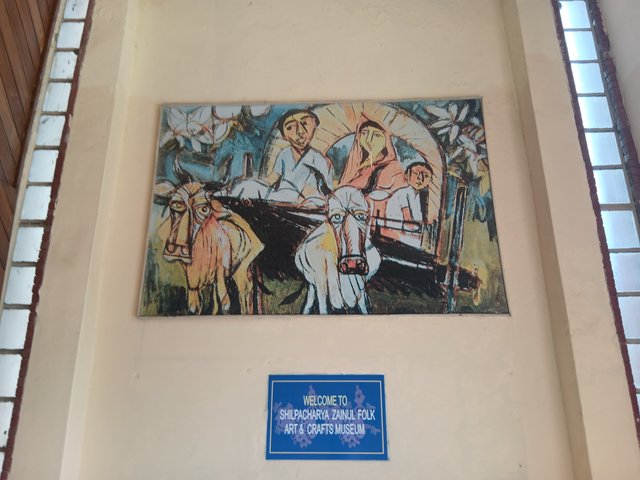 WELCOME TO
SHILPACHARYA ZAINUL FOLK
ART & CRAFTS MUSEUM